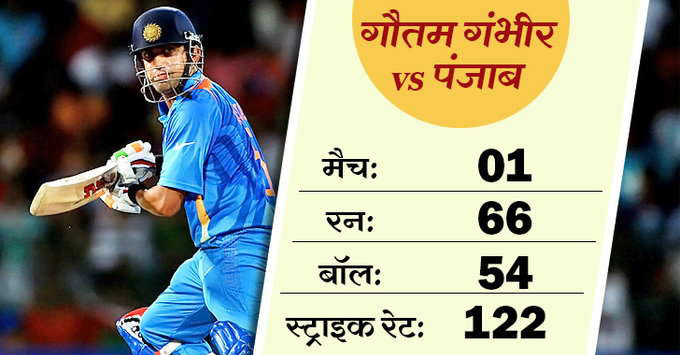 गौतम गंभीर
vs पंजाब
मैच: 01
रन: 66
बॉल: 54
स्ट्राइक रेट: 122